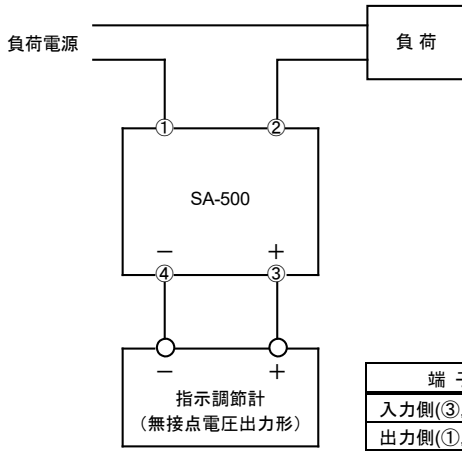 負荷電源
負 荷
① ②
SA-500
－ ＋
④ ③
－ ＋
指示調節計
（無接点電圧出力形）
端
入力側(③
出力側(①